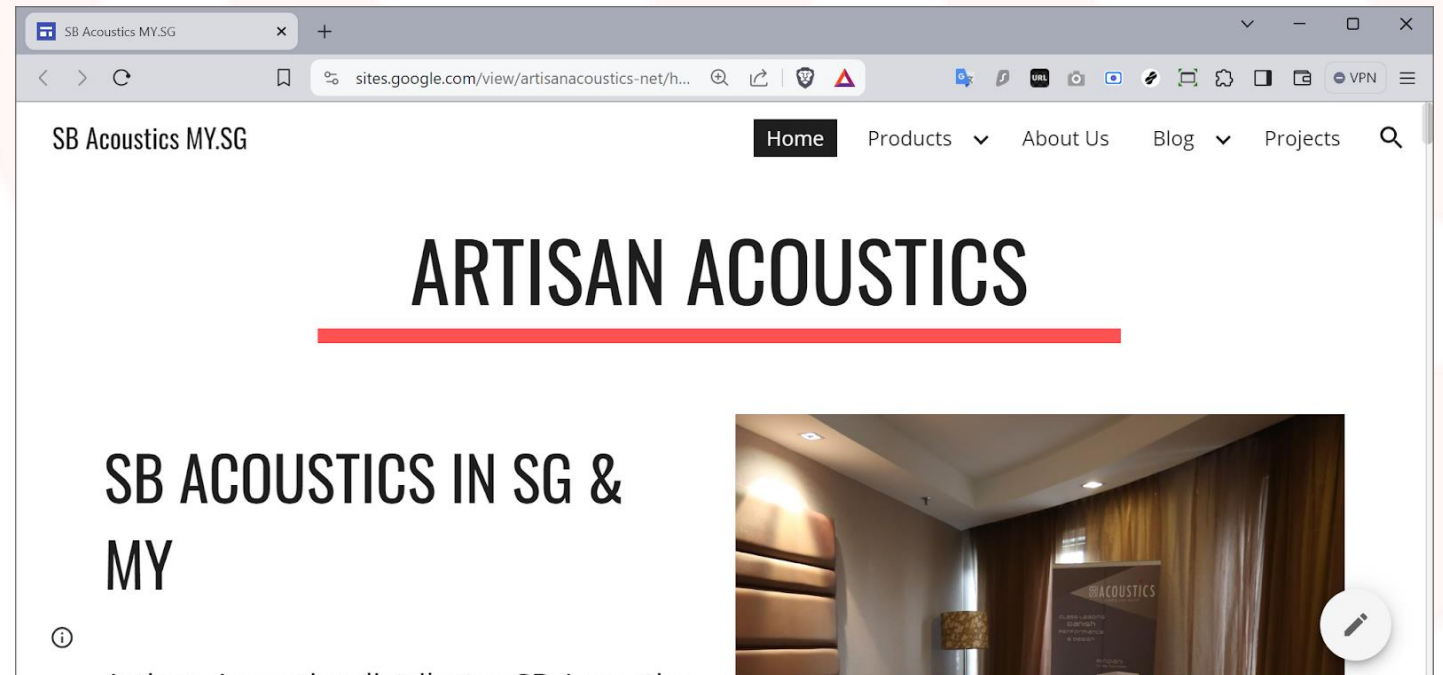 SB Acoustics MY.SG
sites.google.com/view/artisanacoustics-net/h...
URL
VPN
SB Acoustics MY.SG
Home Products About Us Blog Projects
ARTISAN ACOUSTICS
SB ACOUSTICS IN SG &
MY
ACOUSTICS